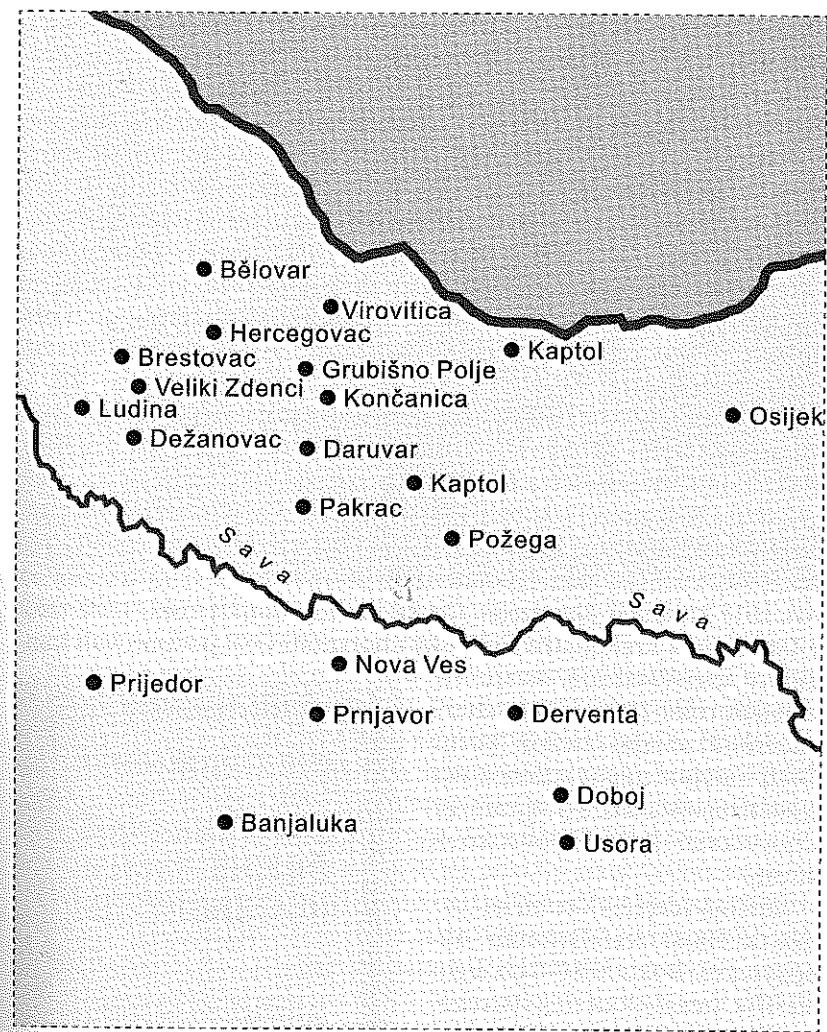 Bělovar
Virovitica
Hercegovac
Kaptol
Brestovac
Grubišno Polje
Veliki Zdenci
Končanica
Ludina
Osijek
Dežanovac
Daruvar
Kaptol
Pakrac
Požega
Sava
Sava
Nova Ves
Prijedor
Prnjavor
Derventa
Doboj
Banjaluka
Usora